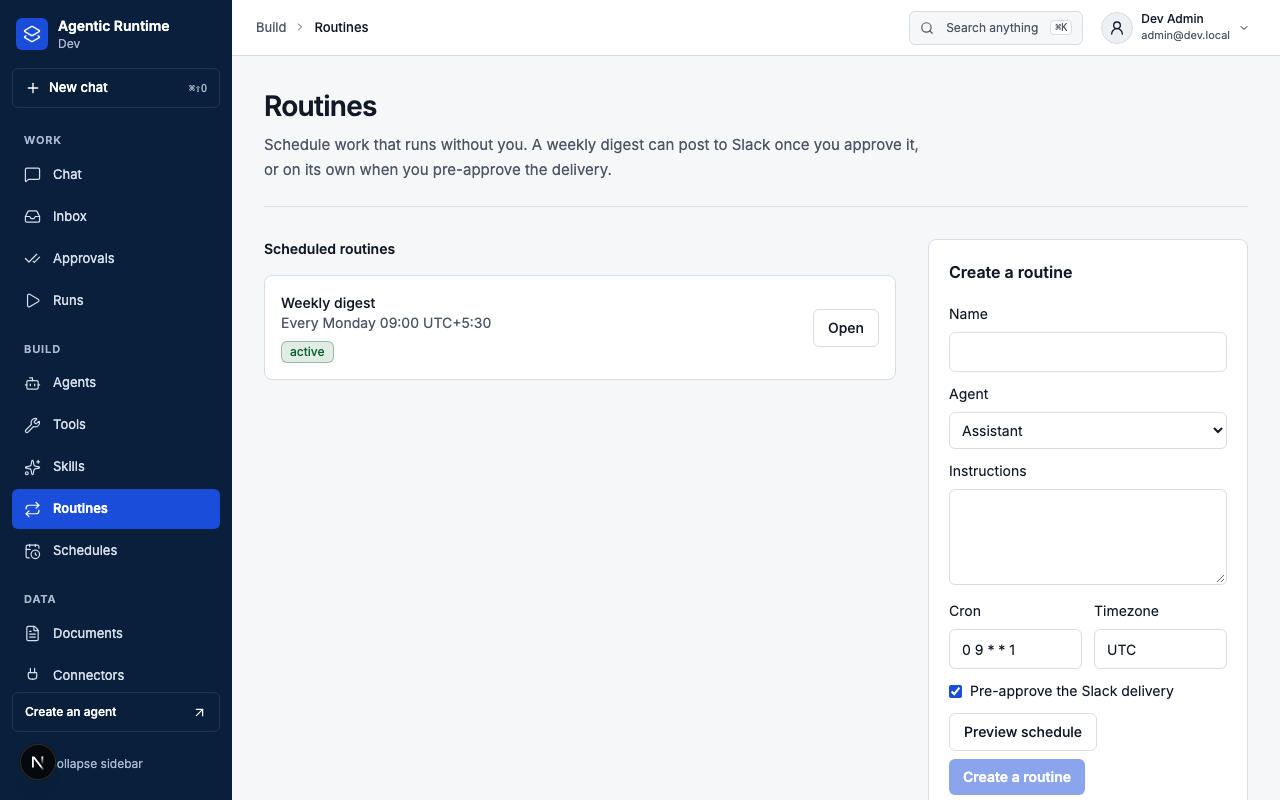 Agentic Runtime
Dev
New chat ⌘⇧O
WORK
Chat
Inbox
Approvals
Runs
BUILD
Agents
Tools
Skills
Routines
Schedules
DATA
Documents
Connectors
Create an agent
N
ollapse sidebar
Build > Routines
Search anything ⌘K
Dev Admin
admin@dev.local
Routines
Schedule work that runs without you. A weekly digest can post to Slack once you approve it,
or on its own when you pre-approve the delivery.
Scheduled routines
Weekly digest
Every Monday 09:00 UTC+5:30
active
Open
Create a routine
Name
Agent
Assistant
Instructions
Cron Timezone
0 9 * * 1 UTC
Pre-approve the Slack delivery
Preview schedule
Create a routine